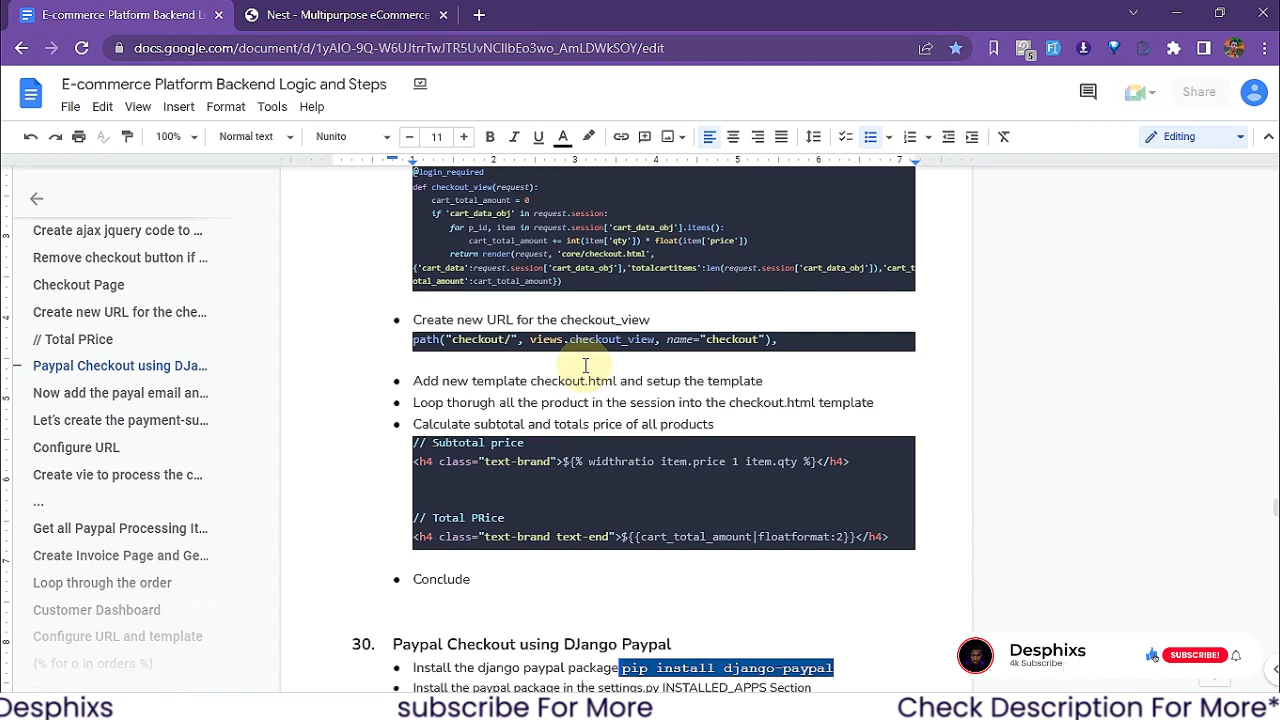 E-commerce Platform Backend L
Nest - Multipurpose eCommerce
docs.google.com/document/d/1yAIO-9Q-W6UJtrrTwJTR5UvNCIlbEo3wo_AmLDWkSOY/edit
E-commerce Platform Backend Logic and Steps
File Edit View Insert Format Tools Help
Share
100% Normal text Nunito 11 Editing
1 2 3 4 5 6 7
Create ajax jquery code to ...
Remove checkout button if ...
Checkout Page
Create new URL for the che...
// Total PRice
Paypal Checkout using DJa...
Now add the payal email an...
Let's create the payment-su...
Configure URL
Create vie to process the c...
...
Get all Paypal Processing It...
Create Invoice Page and Ge...
Loop through the order
Customer Dashboard
Configure URL and template
{% for o in orders %}
@login_required
def checkout_view(request):
cart_total_amount = 0
if 'cart_data_obj' in request.session:
for p_id, item in request.session['cart_data_obj'].items():
cart_total_amount += int(item['qty']) * float(item['price'])
return render(request, 'core/checkout.html',
{'cart_data':request.session['cart_data_obj'],'totalcartitems':len(request.session['cart_data_obj']),'cart_t
otal_amount':cart_total_amount})
• Create new URL for the checkout_view
path("checkout/", views.checkout_view, name="checkout"),
• Add new template checkout.html and setup the template
• Loop thorugh all the product in the session into the checkout.html template
• Calculate subtotal and totals price of all products
// Subtotal price
<h4 class="text-brand">${% widthratio item.price 1 item.qty %}</h4>
// Total PRice
<h4 class="text-brand text-end">${{cart_total_amount|floatformat:2}}</h4>
• Conclude
30. Paypal Checkout using DJango Paypal
• Install the django paypal package pip install django-paypal
• Install the paypal package in the settings.py INSTALLED_APPS Section
Desphixs
4k Subscribe
SUBSCRIBE!
Desphixs subscribe For More Check Description For More*